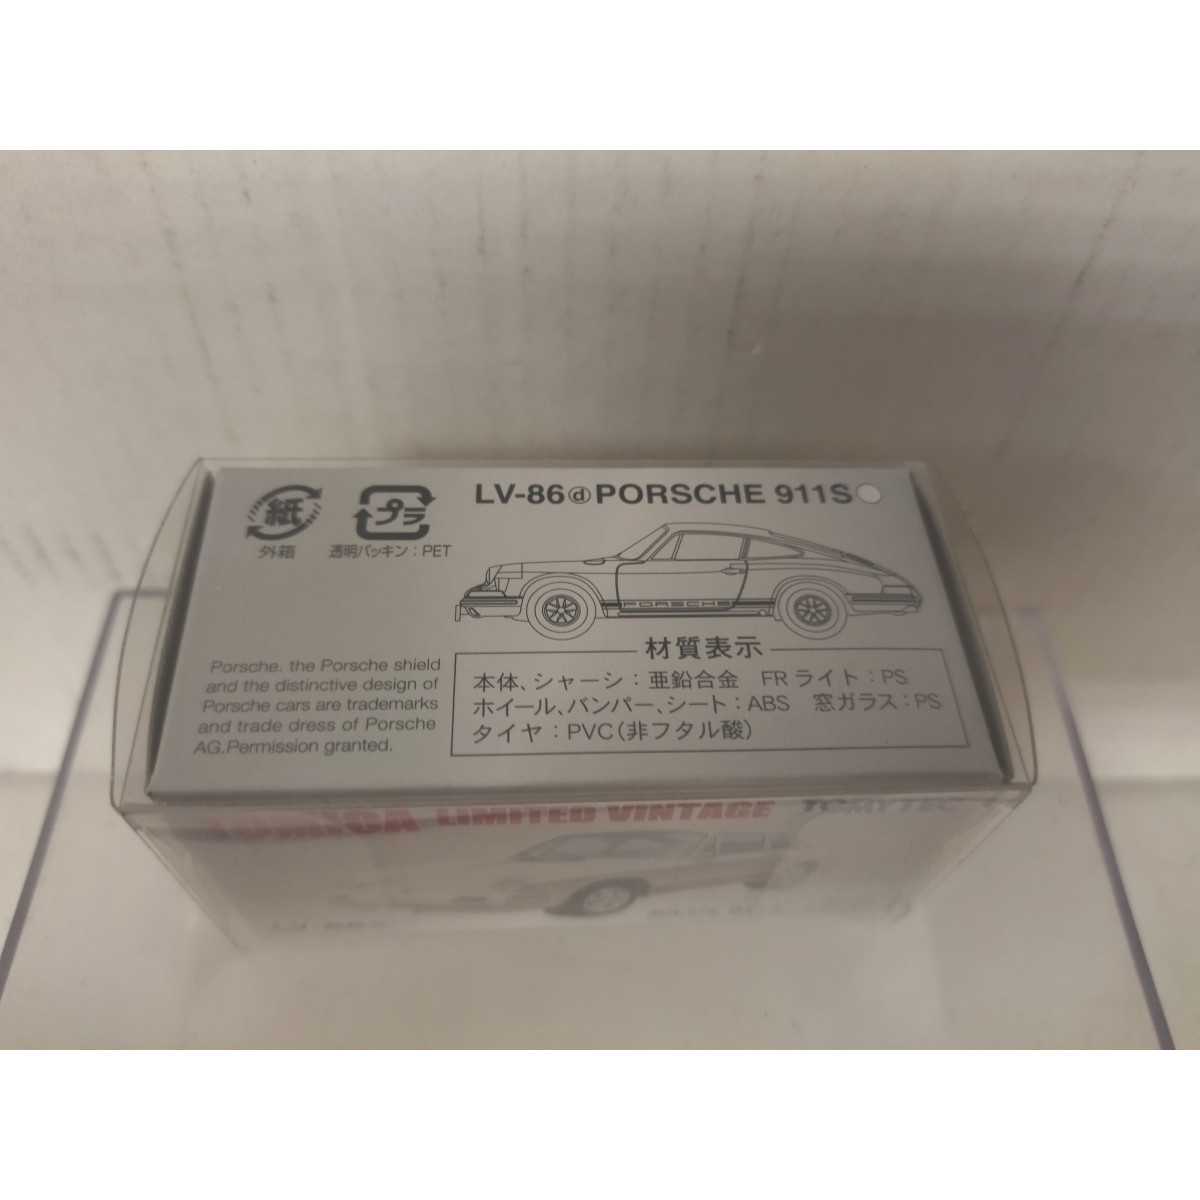 LV-86ⓓPORSCHE 911S
紙
外箱
プラ
透明パッキン：PET
PORSCHE
Porsche. the Porsche shield
and the distinctive design of
Porsche cars are trademarks
and trade dress of Porsche
AG.Permission granted.
材質表示
本体、シャーシ：亜鉛合金　FRライト：PS
ホイール、バンパー、シート：ABS　窓ガラス：PS
タイヤ：PVC（非フタル酸）
TOMICA LIMITED VINTAGE TOMYTEC